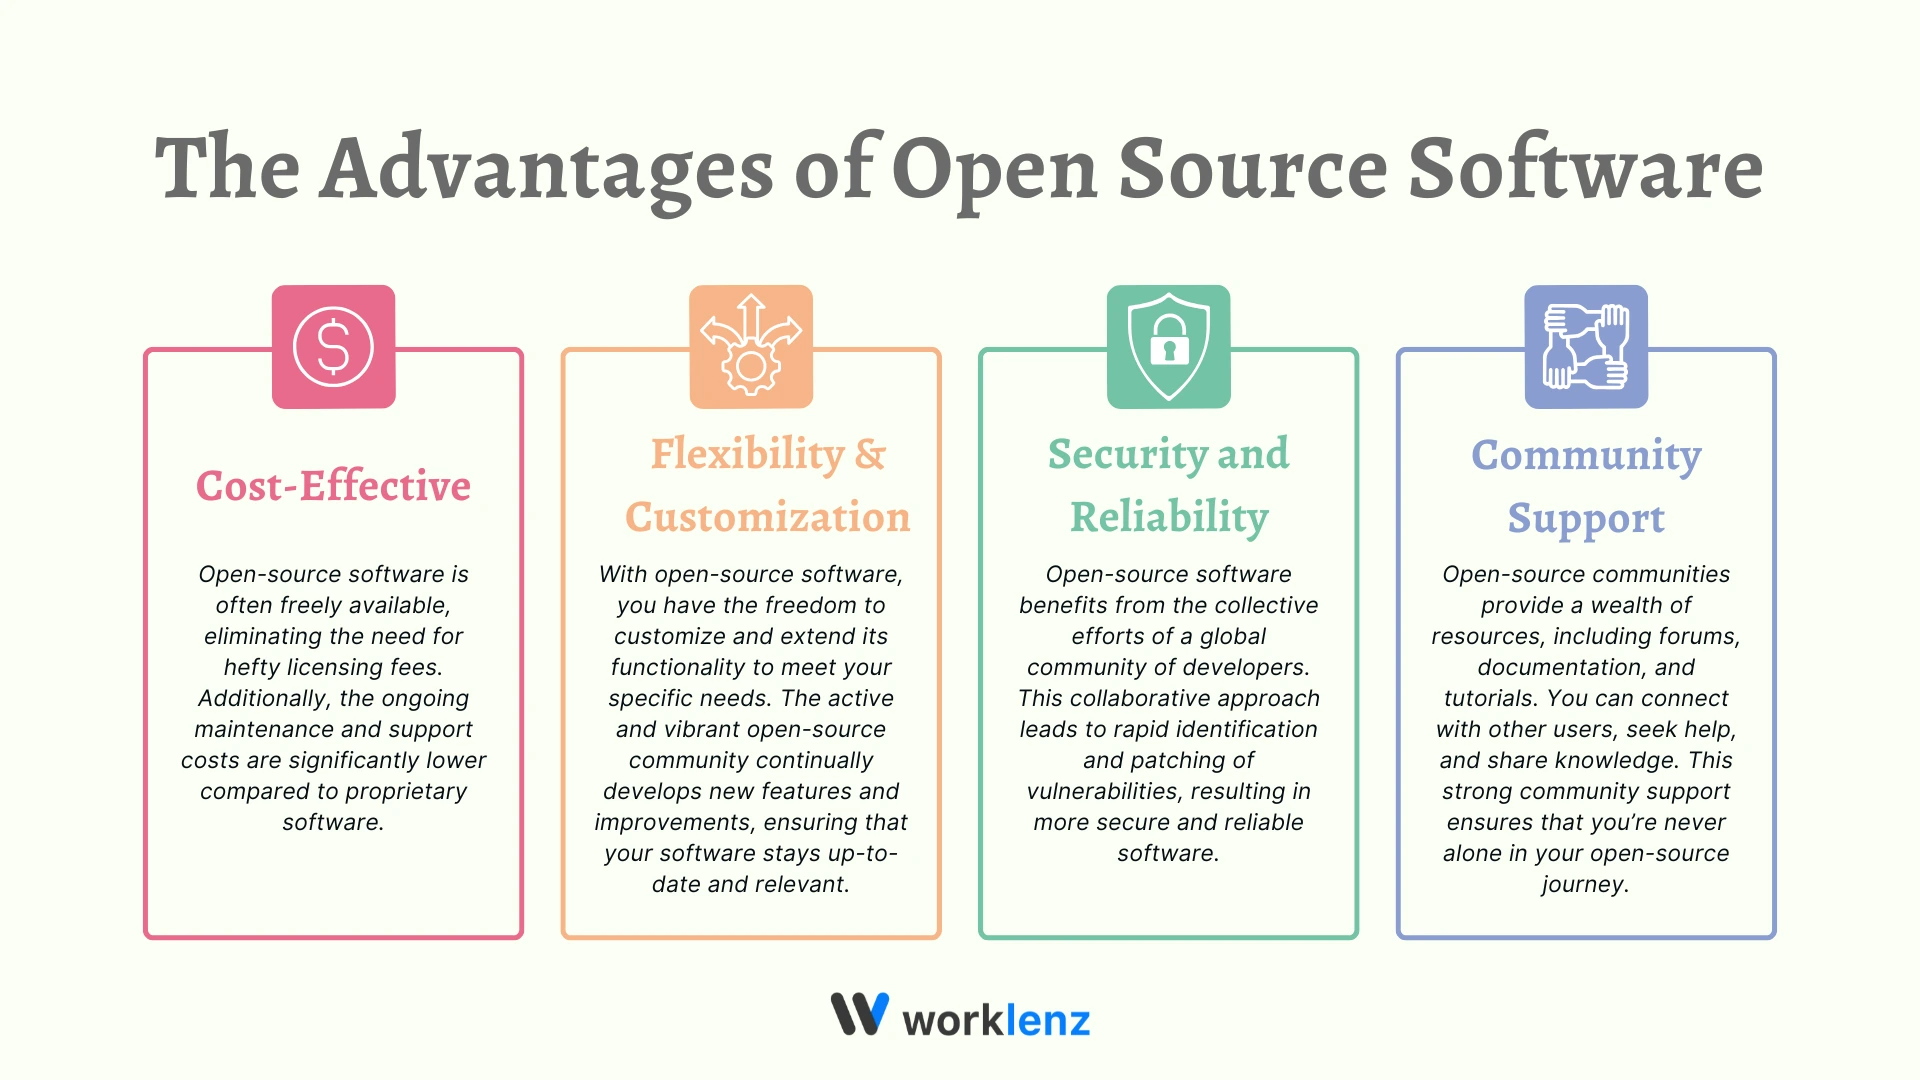 The Advantages of Open Source Software
Cost-Effective
Open-source software is
often freely available,
eliminating the need for
hefty licensing fees.
Additionally, the ongoing
maintenance and support
costs are significantly lower
compared to proprietary
software.
Flexibility &
Customization
With open-source software,
you have the freedom to
customize and extend its
functionality to meet your
specific needs. The active
and vibrant open-source
community continually
develops new features and
improvements, ensuring that
your software stays up-to-
date and relevant.
Security and
Reliability
Open-source software
benefits from the collective
efforts of a global
community of developers.
This collaborative approach
leads to rapid identification
and patching of
vulnerabilities, resulting in
more secure and reliable
software.
Community
Support
Open-source communities
provide a wealth of
resources, including forums,
documentation, and
tutorials. You can connect
with other users, seek help,
and share knowledge. This
strong community support
ensures that you’re never
alone in your open-source
journey.
worklenz